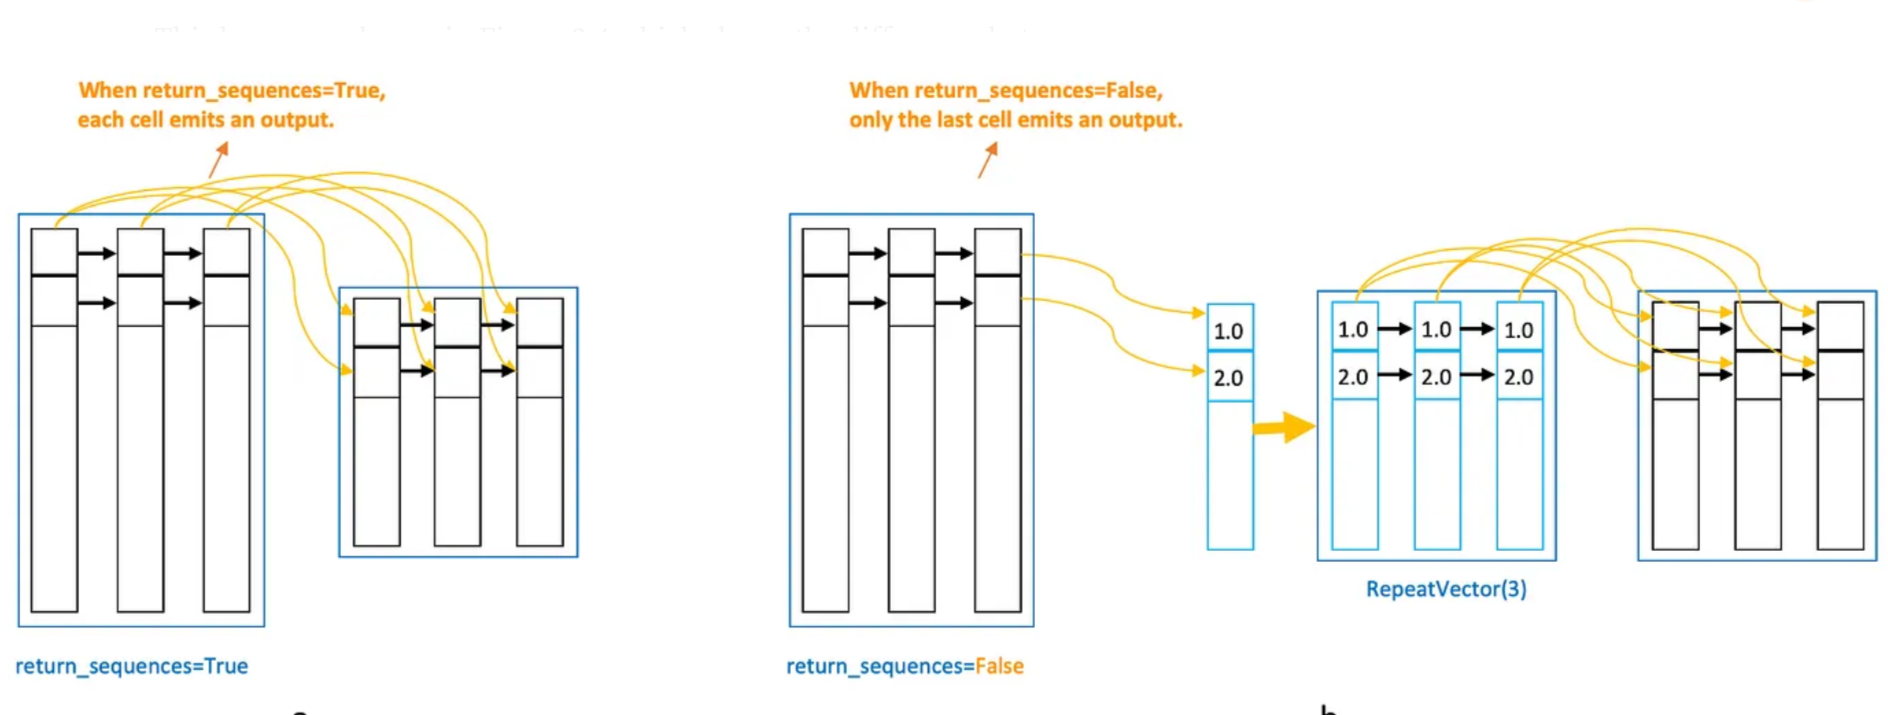 When return_sequences=True,
each cell emits an output.
When return_sequences=False,
only the last cell emits an output.
1.0
2.0
1.0 1.0 1.0
2.0 2.0 2.0
RepeatVector(3)
return_sequences=True
return_sequences=False